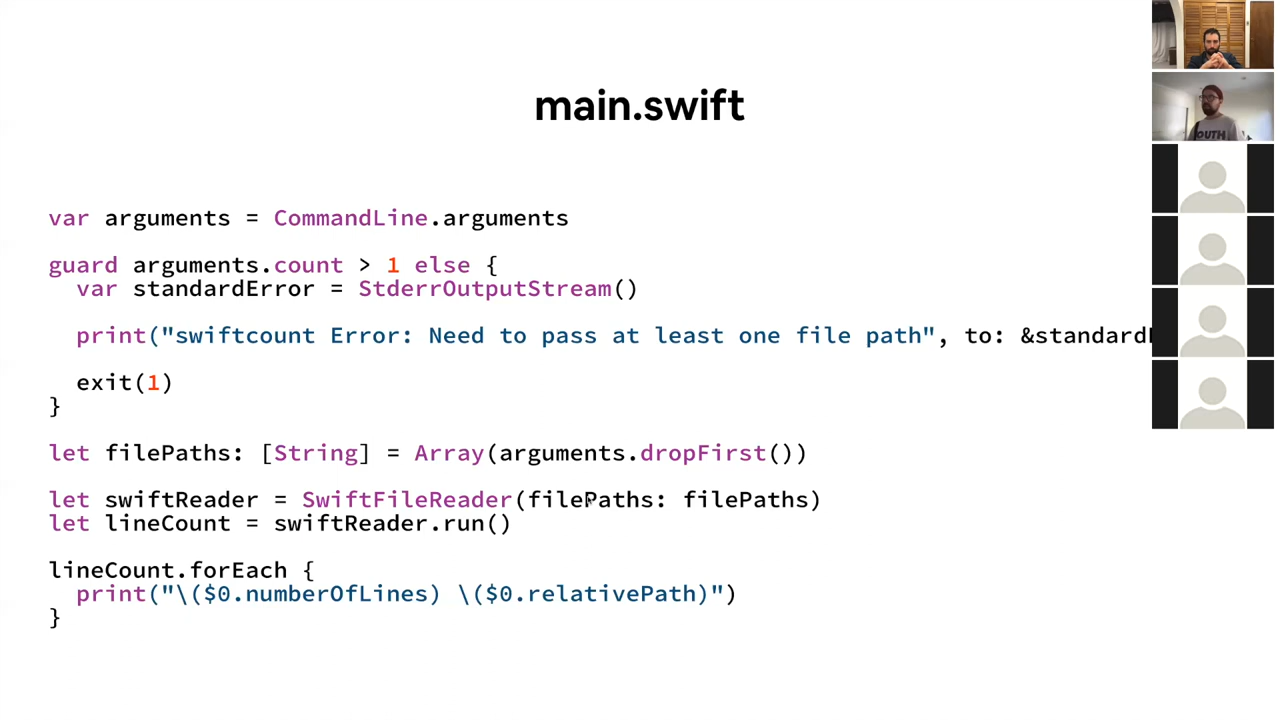 main.swift
var arguments = CommandLine.arguments
guard arguments.count > 1 else {
var standardError = StderrOutputStream()
print("swiftcount Error: Need to pass at least one file path", to: &standard
exit(1)
}
let filePaths: [String] = Array(arguments.dropFirst())
let swiftReader = SwiftFileReader(filePaths: filePaths)
let lineCount = swiftReader.run()
lineCount.forEach {
print("\($0.numberOfLines) \($0.relativePath)")
}
OUTH